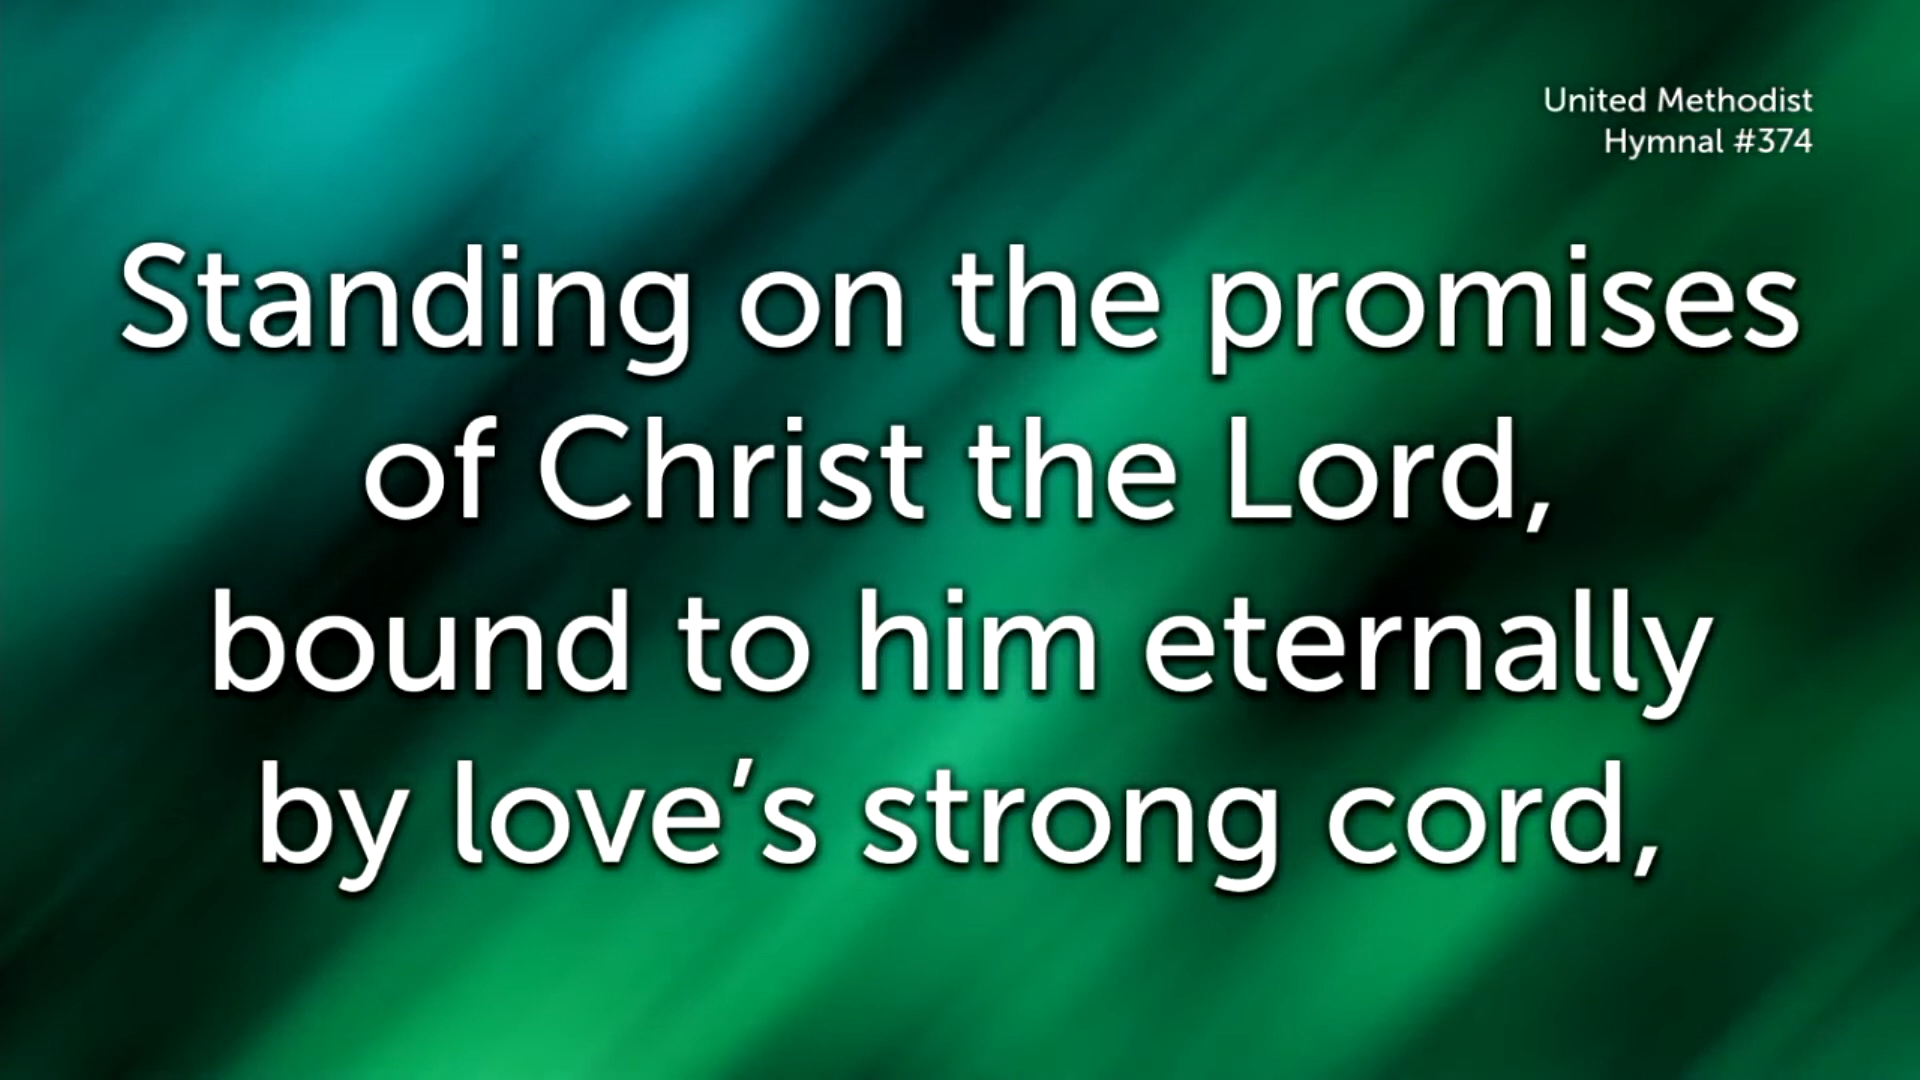 United Methodist
Hymnal #374
Standing on the promises
of Christ the Lord,
bound to him eternally
by love’s strong cord,